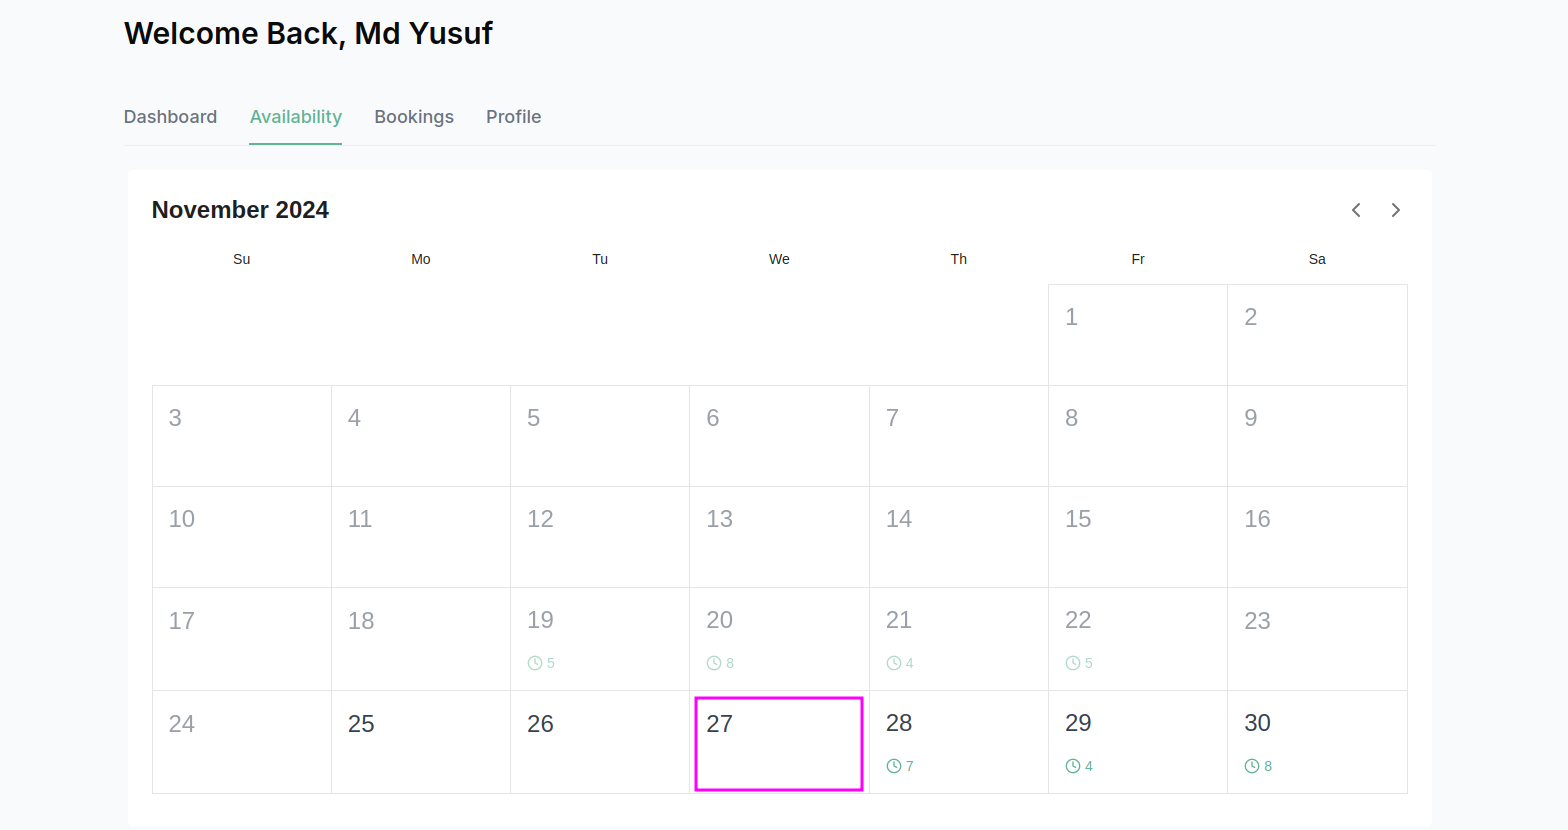 Welcome Back, Md Yusuf
Dashboard Availability Bookings Profile
November 2024
Su Mo Tu We Th Fr Sa
1 2
3 4 5 6 7 8 9
10 11 12 13 14 15 16
17 18 19 20 21 22 23
5 8 4 5
24 25 26 27 28 29 30
7 4 8